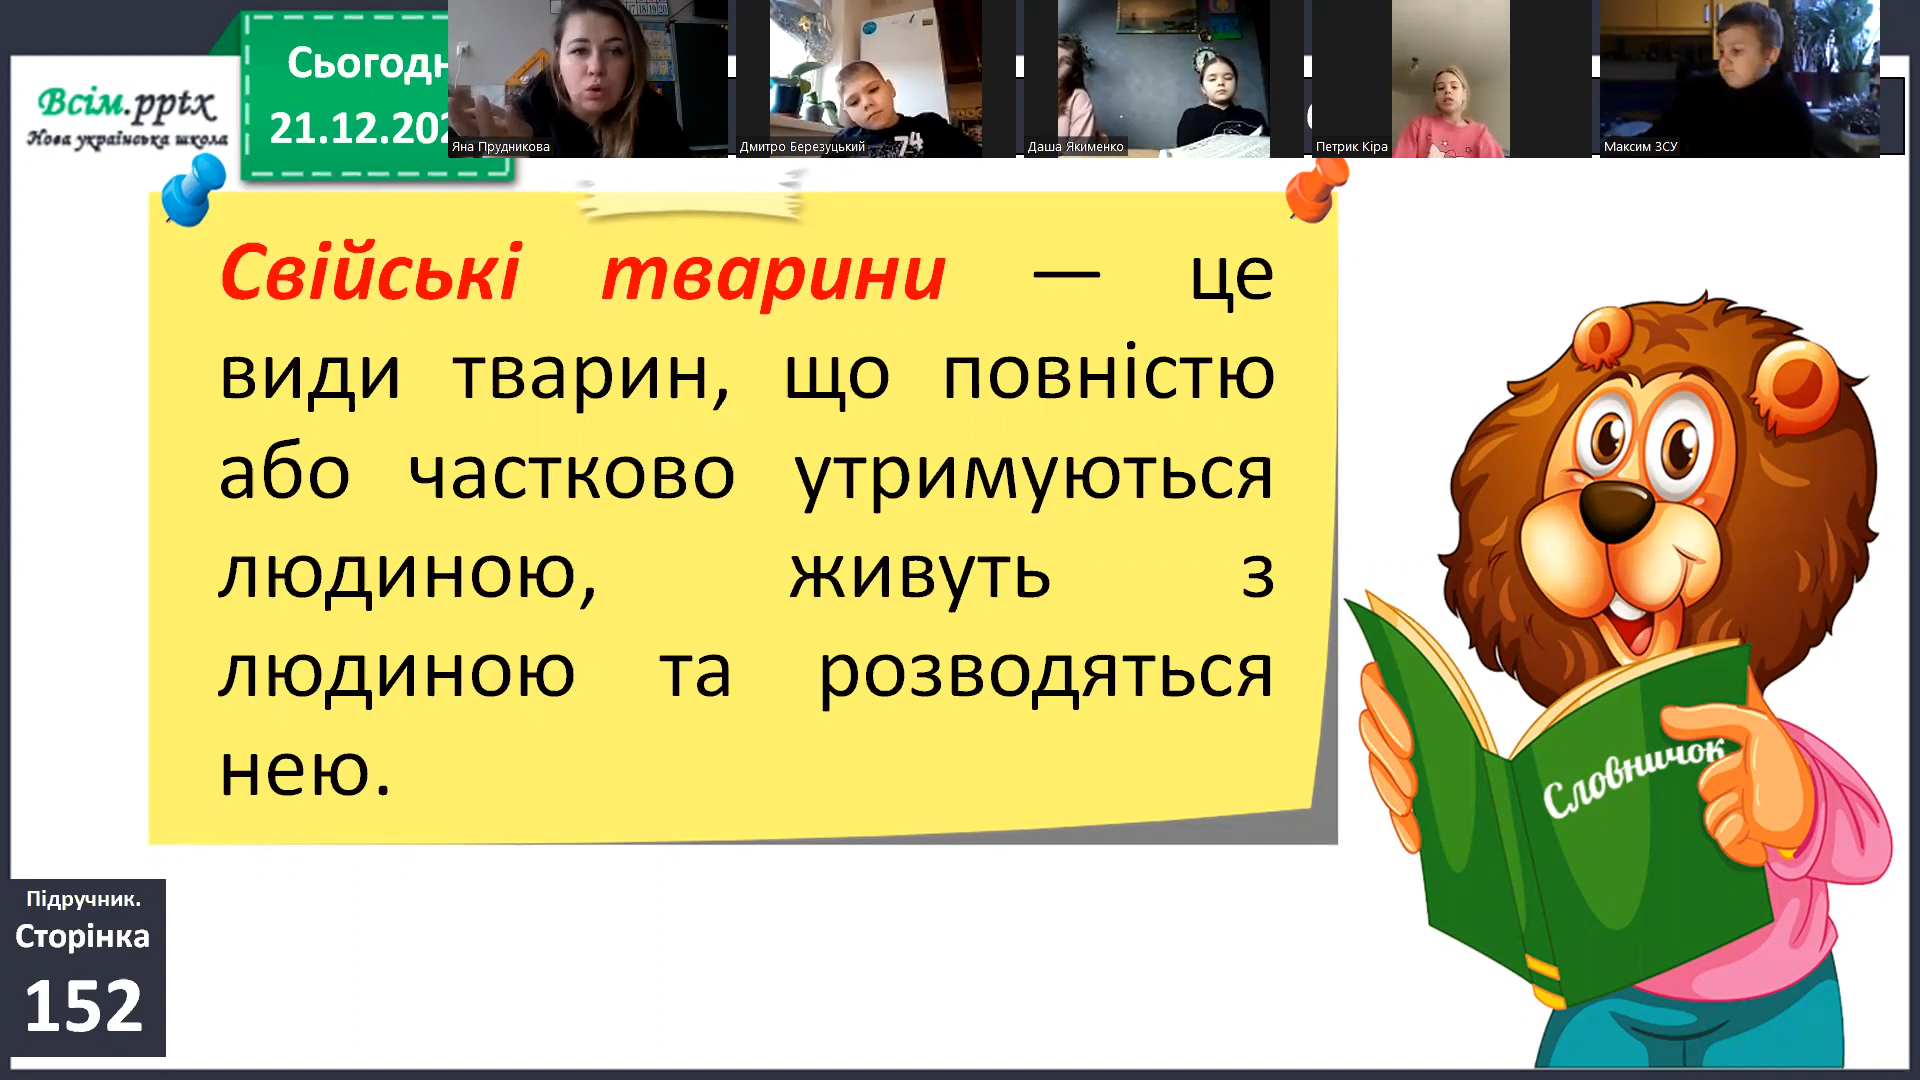 Всім.pptx
Нова українська школа
Сьогодн
21.12.202
Яна Прудникова
Дмитро Березуцький
Даша Якименко
Петрик Кіра
Максим ЗСУ
Свійські тварини — це
види тварин, що повністю
або частково утримуються
людиною, живуть з
людиною та розводяться
нею.
Словничок
Підручник.
Сторінка
152